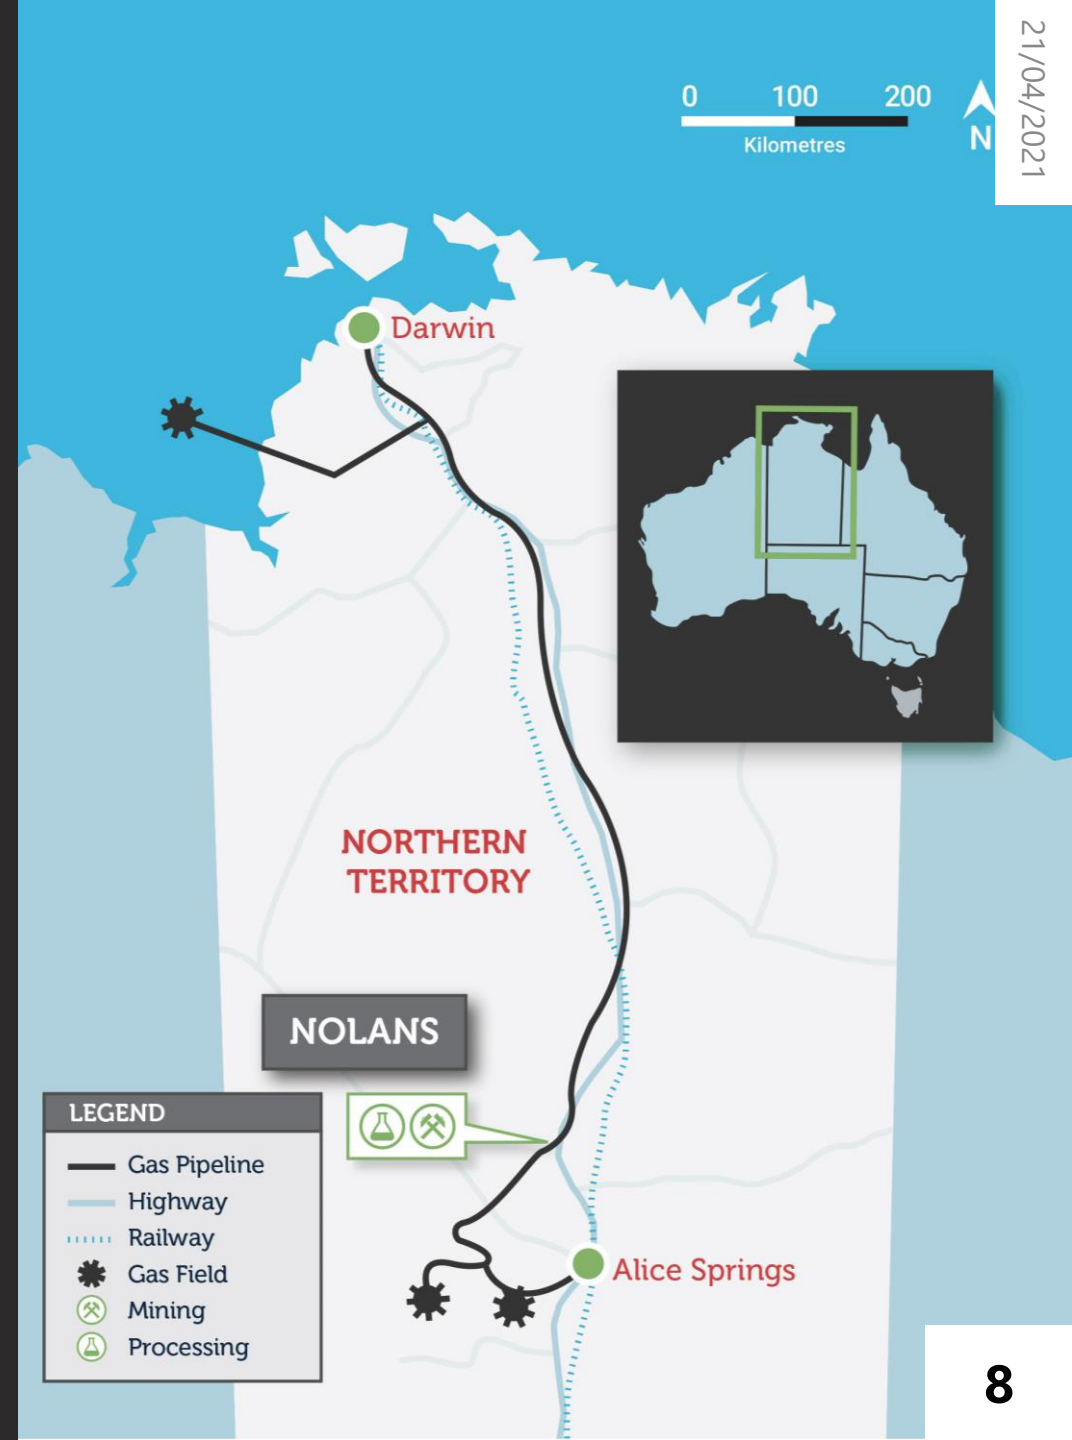 21/04/2021
0 100 200
Kilometres
N
Darwin
NORTHERN
TERRITORY
NOLANS
LEGEND
Gas Pipeline
Highway
Railway
Gas Field
Mining
Processing
Alice Springs
8